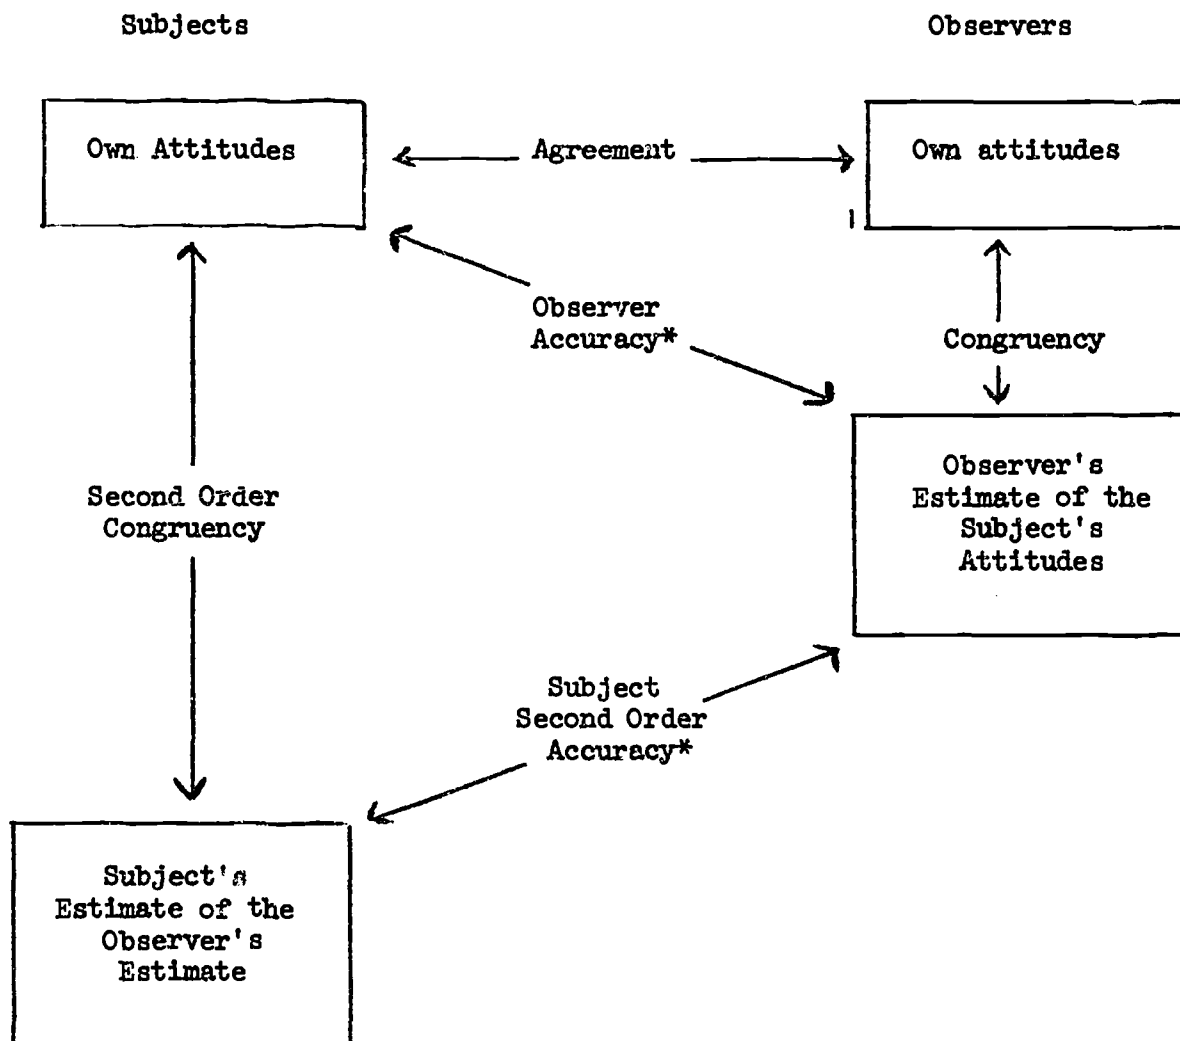 Subjects
Observers
Own Attitudes
Agreement
Own attitudes
Observer
Accuracy*
Congruency
Second Order
Congruency
Observer's
Estimate of the
Subject's
Attitudes
Subject
Second Order
Accuracy*
Subject's
Estimate of the
Observer's
Estimate